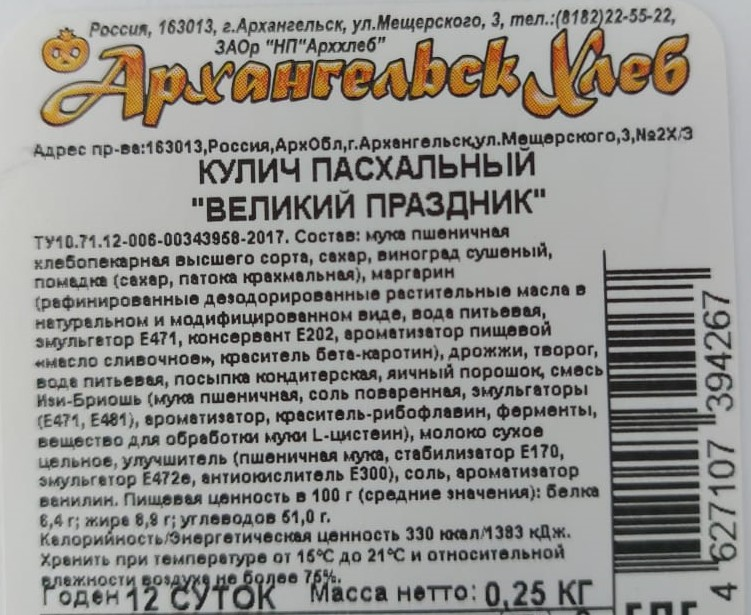 Россия, 163013, г.Архангельск, ул.Мещерского, 3, тел.:(8182)22-55-22,
ЗАОр "НП"Арххлеб"
АрхангельскХлеб
Адрес пр-ва:163013,Россия,АрхОбл,г.Архангельск,ул.Мещерского,3,№2Х/3
КУЛИЧ ПАСХАЛЬНЫЙ
"ВЕЛИКИЙ ПРАЗДНИК"
ТУ10.71.12-006-00343958-2017. Состав: мука пшеничная
хлебопекарная высшего сорта, сахар, виноград сушеный,
помадка (сахар, патока крахмальная), маргарин
(рафинированные дезодорированные растительные масла в
натуральном и модифицированном виде, вода питьевая,
эмульгатор Е471, консервант Е202, ароматизатор пищевой
«масло сливочное», краситель бета-каротин), дрожжи, творог,
вода питьевая, посыпка кондитерская, яичный порошок, смесь
Изи-Бриошь (мука пшеничная, соль поваренная, эмульгаторы
(Е471, Е481), ароматизатор, краситель-рибофлавин, ферменты,
вещество для обработки муки L-цистеин), молоко сухое
цельное, улучшитель (пшеничная мука, стабилизатор Е170,
эмульгатор Е472е, антиокислитель Е300), соль, ароматизатор
ванилин. Пищевая ценность в 100 г (средние значения): белка
6,4 г; жира 8,9 г; углеводов 51,0 г.
Калорийность/Энергетическая ценность 330 ккал/1383 кДж.
Хранить при температуре от 15°С до 21°С и относительной
влажности воздуха не более 75%.
Годен 12 СУТОК Масса нетто: 0,25 КГ
4 627107 394267